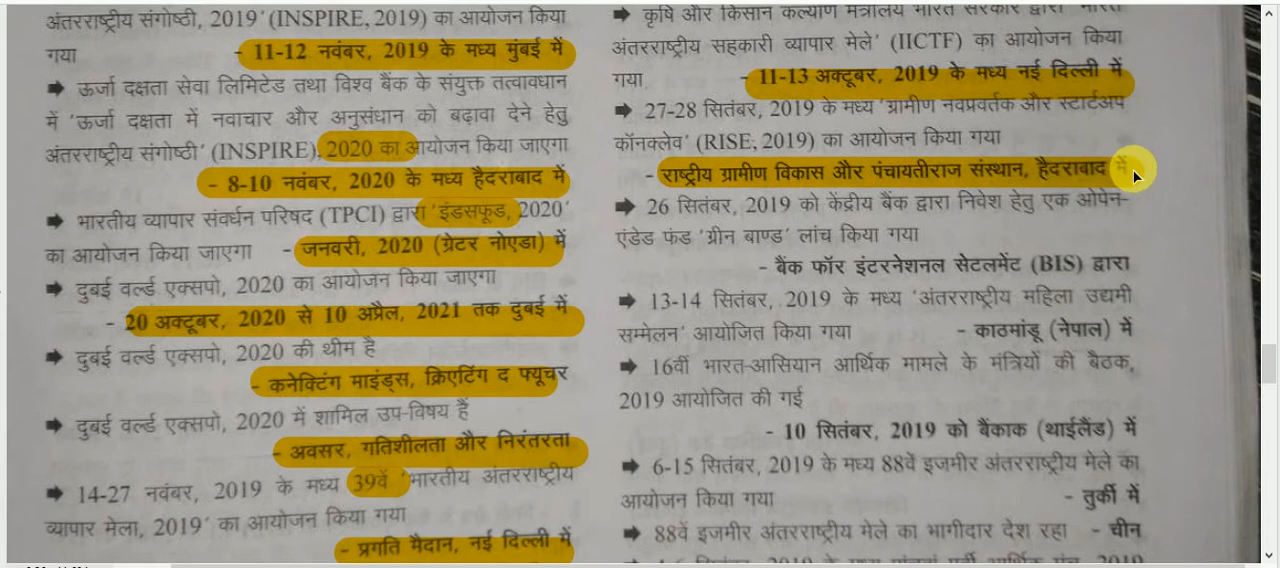 अंतरराष्ट्रीय संगोष्ठी, 2019' (INSPIRE, 2019) का आयोजन किया
गया - 11-12 नवंबर, 2019 के मध्य मुंबई में
➡ ऊर्जा दक्षता सेवा लिमिटेड तथा विश्व बैंक के संयुक्त तत्वावधान
में 'ऊर्जा दक्षता में नवाचार और अनुसंधान को बढ़ावा देने हेतु
अंतरराष्ट्रीय संगोष्ठी' (INSPIRE), 2020 का आयोजन किया जाएगा
- 8-10 नवंबर, 2020 के मध्य हैदराबाद में
➡ भारतीय व्यापार संवर्धन परिषद (TPCI) द्वारा 'इंडसफूड, 2020'
का आयोजन किया जाएगा - जनवरी, 2020 (ग्रेटर नोएडा) में
➡ दुबई वर्ल्ड एक्सपो, 2020 का आयोजन किया जाएगा
- 20 अक्टूबर, 2020 से 10 अप्रैल, 2021 तक दुबई में
➡ दुबई वर्ल्ड एक्सपो, 2020 की थीम है
- कनेक्टिंग माइंड्स, क्रिएटिंग द फ्यूचर
➡ दुबई वर्ल्ड एक्सपो, 2020 में शामिल उप-विषय हैं
- अवसर, गतिशीलता और निरंतरता
➡ 14-27 नवंबर, 2019 के मध्य 39वें 'भारतीय अंतरराष्ट्रीय
व्यापार मेला, 2019' का आयोजन किया गया
- प्रगति मैदान, नई दिल्ली में
➡ कृषि और किसान कल्याण मंत्रालय भारत सरकार द्वारा भारत
अंतरराष्ट्रीय सहकारी व्यापार मेले' (IICTF) का आयोजन किया
गया. - 11-13 अक्टूबर, 2019 के मध्य नई दिल्ली में
➡ 27-28 सितंबर, 2019 के मध्य 'ग्रामीण नवप्रवर्तक और स्टार्टअप
कॉनक्लेव' (RISE, 2019) का आयोजन किया गया
- राष्ट्रीय ग्रामीण विकास और पंचायतीराज संस्थान, हैदराबाद में
➡ 26 सितंबर, 2019 को केंद्रीय बैंक द्वारा निवेश हेतु एक ओपेन-
एंडेड फंड 'ग्रीन बाण्ड' लांच किया गया
- बैंक फॉर इंटरनेशनल सेटलमेंट (BIS) द्वारा
➡ 13-14 सितंबर, 2019 के मध्य 'अंतरराष्ट्रीय महिला उद्यमी
सम्मेलन' आयोजित किया गया - काठमांडू (नेपाल) में
➡ 16वीं भारत-आसियान आर्थिक मामले के मंत्रियों की बैठक,
2019 आयोजित की गई
- 10 सितंबर, 2019 को बैंकाक (थाईलैंड) में
➡ 6-15 सितंबर, 2019 के मध्य 88वें इजमीर अंतरराष्ट्रीय मेले का
आयोजन किया गया - तुर्की में
➡ 88वें इजमीर अंतरराष्ट्रीय मेले का भागीदार देश रहा - चीन